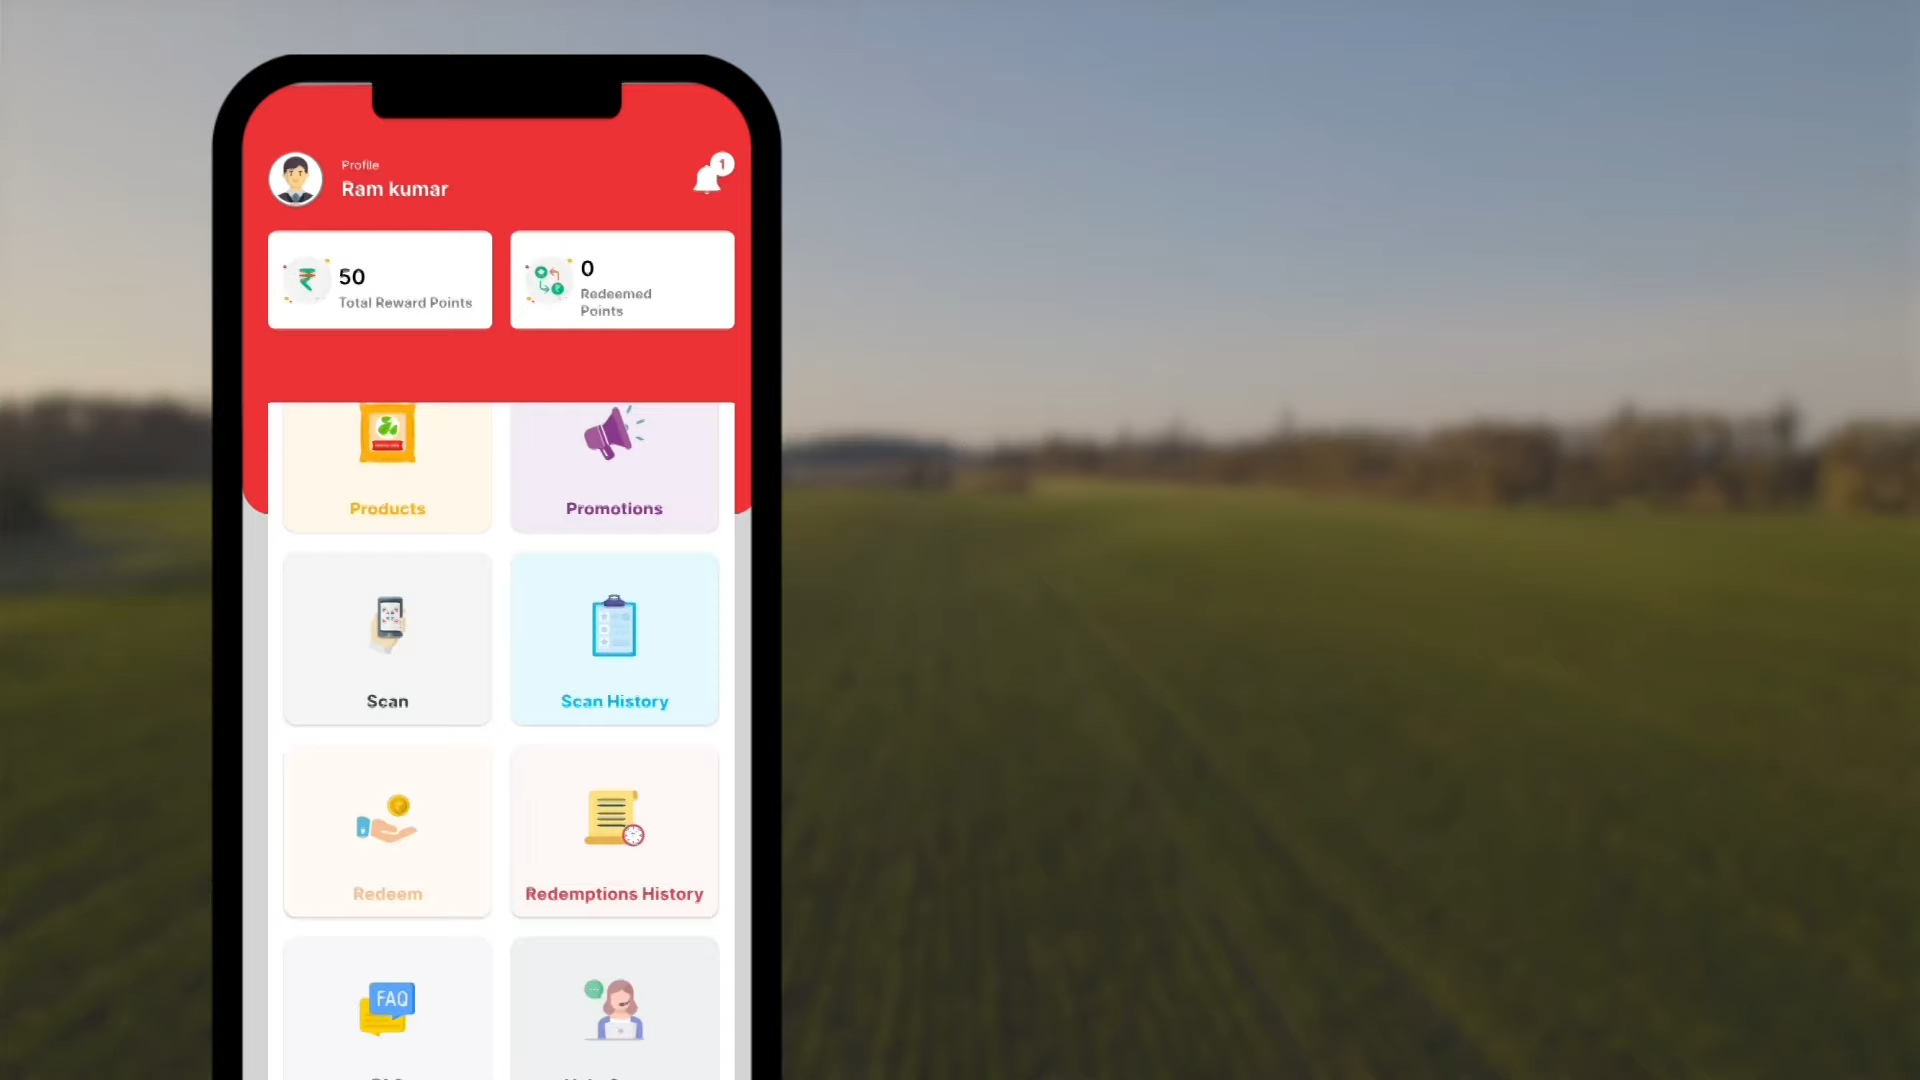 Profile
Ram kumar
1
50
Total Reward Points
0
Redeemed
Points
Products
Promotions
Scan
Scan History
Redeem
Redemptions History
FAQ